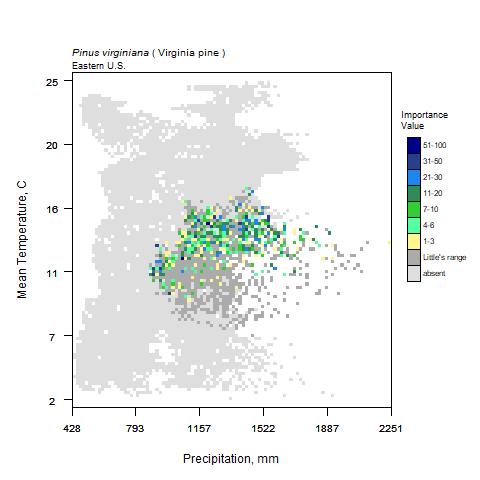 Pinus virginiana ( Virginia pine )
Eastern U.S.
Importance
Value
51-100
31-50
21-30
11-20
7-10
4-6
1-3
Little's range
absent
Mean Temperature, C
25
20
16
11
7
2
428 793 1157 1522 1887 2251
Precipitation, mm